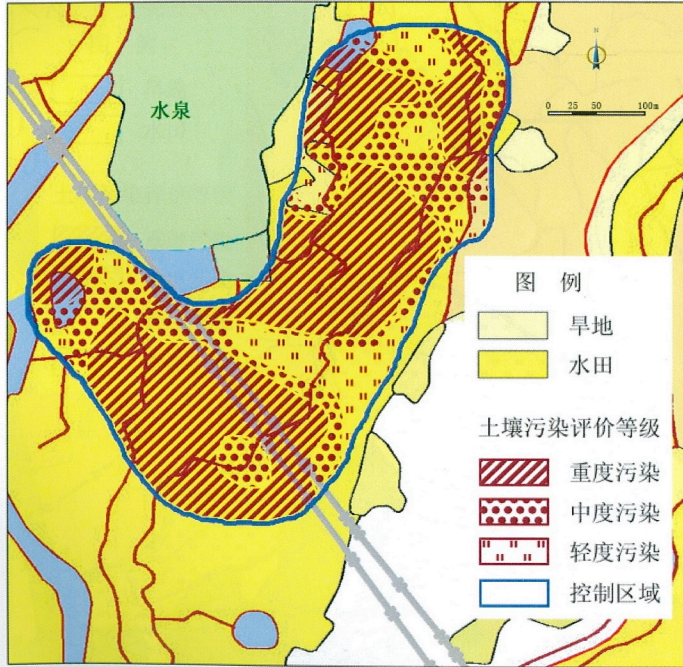 N
水泉
0 25 50 100m
图 例
旱地
水田
土壤污染评价等级
重度污染
中度污染
轻度污染
控制区域